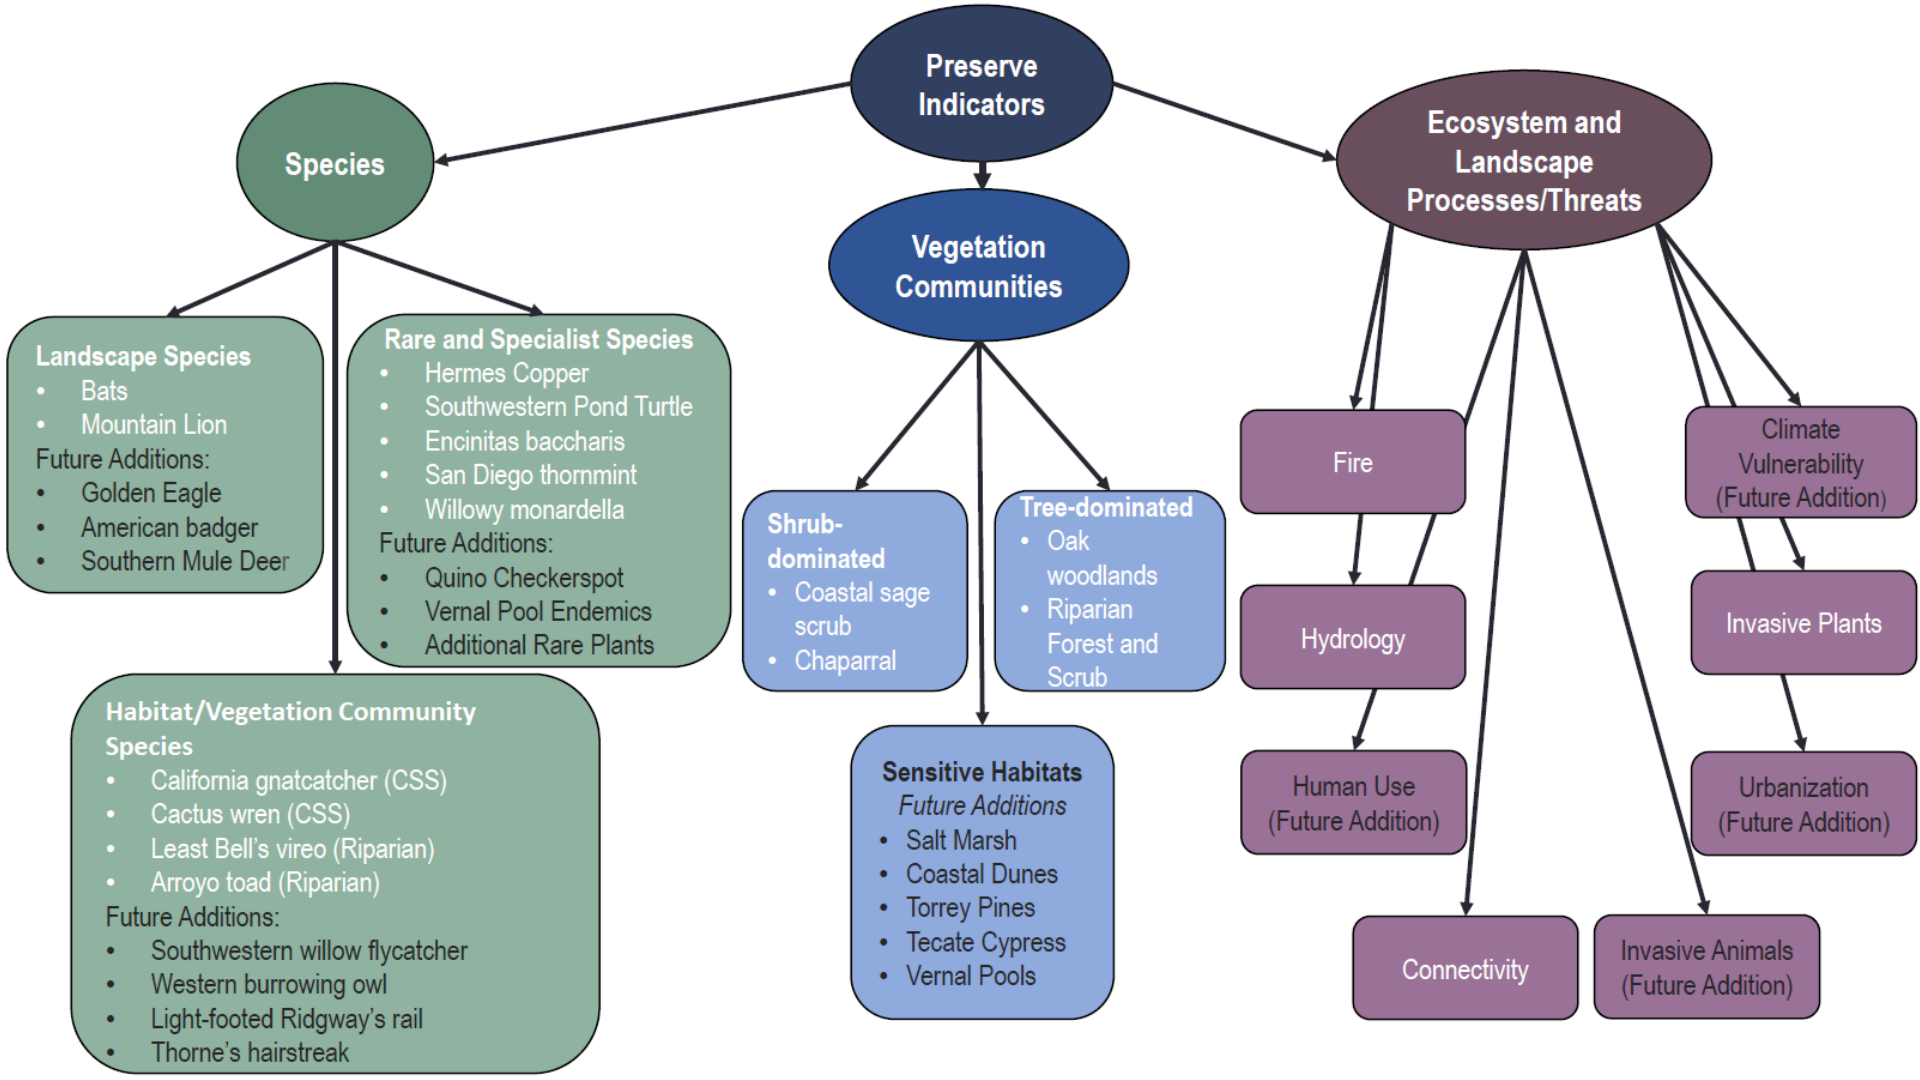 Preserve
Indicators
Species
Vegetation
Communities
Ecosystem and
Landscape
Processes/Threats
Landscape Species
• Bats
• Mountain Lion
Future Additions:
• Golden Eagle
• American badger
• Southern Mule Deer
Rare and Specialist Species
• Hermes Copper
• Southwestern Pond Turtle
• Encinitas baccharis
• San Diego thornmint
• Willowy monardella
Future Additions:
• Quino Checkerspot
• Vernal Pool Endemics
• Additional Rare Plants
Habitat/Vegetation Community
Species
• California gnatcatcher (CSS)
• Cactus wren (CSS)
• Least Bell's vireo (Riparian)
• Arroyo toad (Riparian)
Future Additions:
• Southwestern willow flycatcher
• Western burrowing owl
• Light-footed Ridgway's rail
• Thorne's hairstreak
Shrub-
dominated
• Coastal sage
scrub
• Chaparral
Tree-dominated
• Oak
woodlands
• Riparian
Forest and
Scrub
Sensitive Habitats
Future Additions
• Salt Marsh
• Coastal Dunes
• Torrey Pines
• Tecate Cypress
• Vernal Pools
Fire
Hydrology
Human Use
(Future Addition)
Connectivity
Invasive Animals
(Future Addition)
Climate
Vulnerability
(Future Addition)
Invasive Plants
Urbanization
(Future Addition)